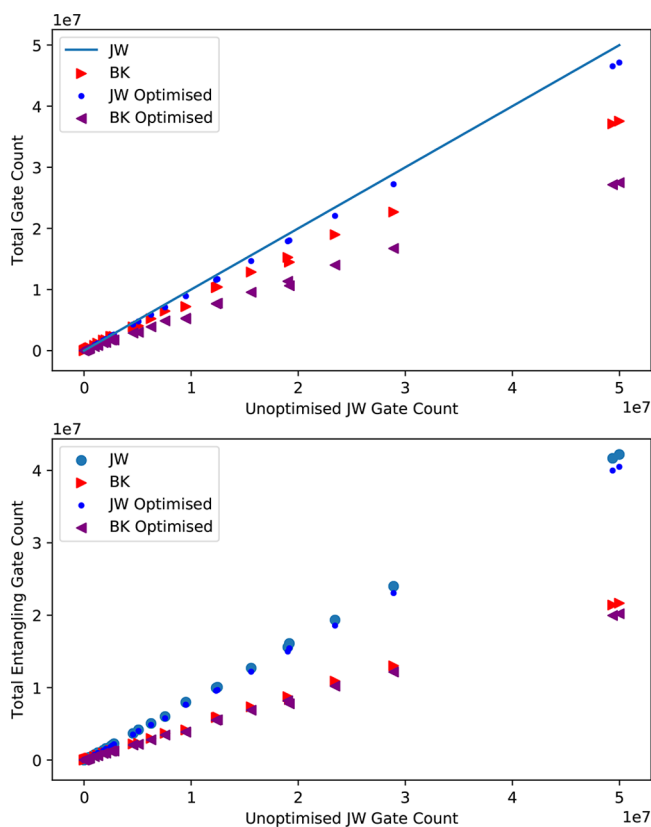 1e7
JW
BK
JW Optimised
BK Optimised
Total Gate Count
5
4
3
2
1
0
0 1 2 3 4 5
Unoptimised JW Gate Count
1e7
1e7
JW
BK
JW Optimised
BK Optimised
Total Entangling Gate Count
4
3
2
1
0
0 1 2 3 4 5
Unoptimised JW Gate Count
1e7